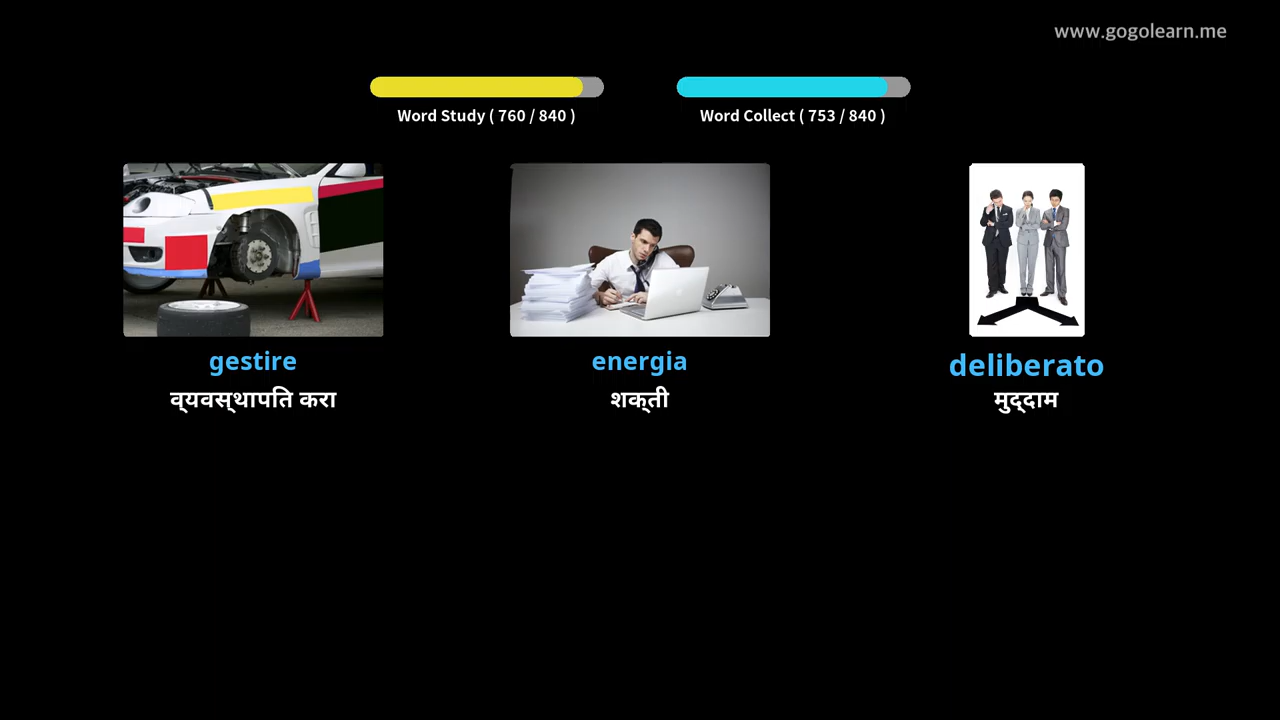 www.gogolearn.me
Word Study ( 760 / 840 )
Word Collect ( 753 / 840 )
gestire
व्यवस्थापति करा
energia
शक्ती
deliberato
मुद्दाम